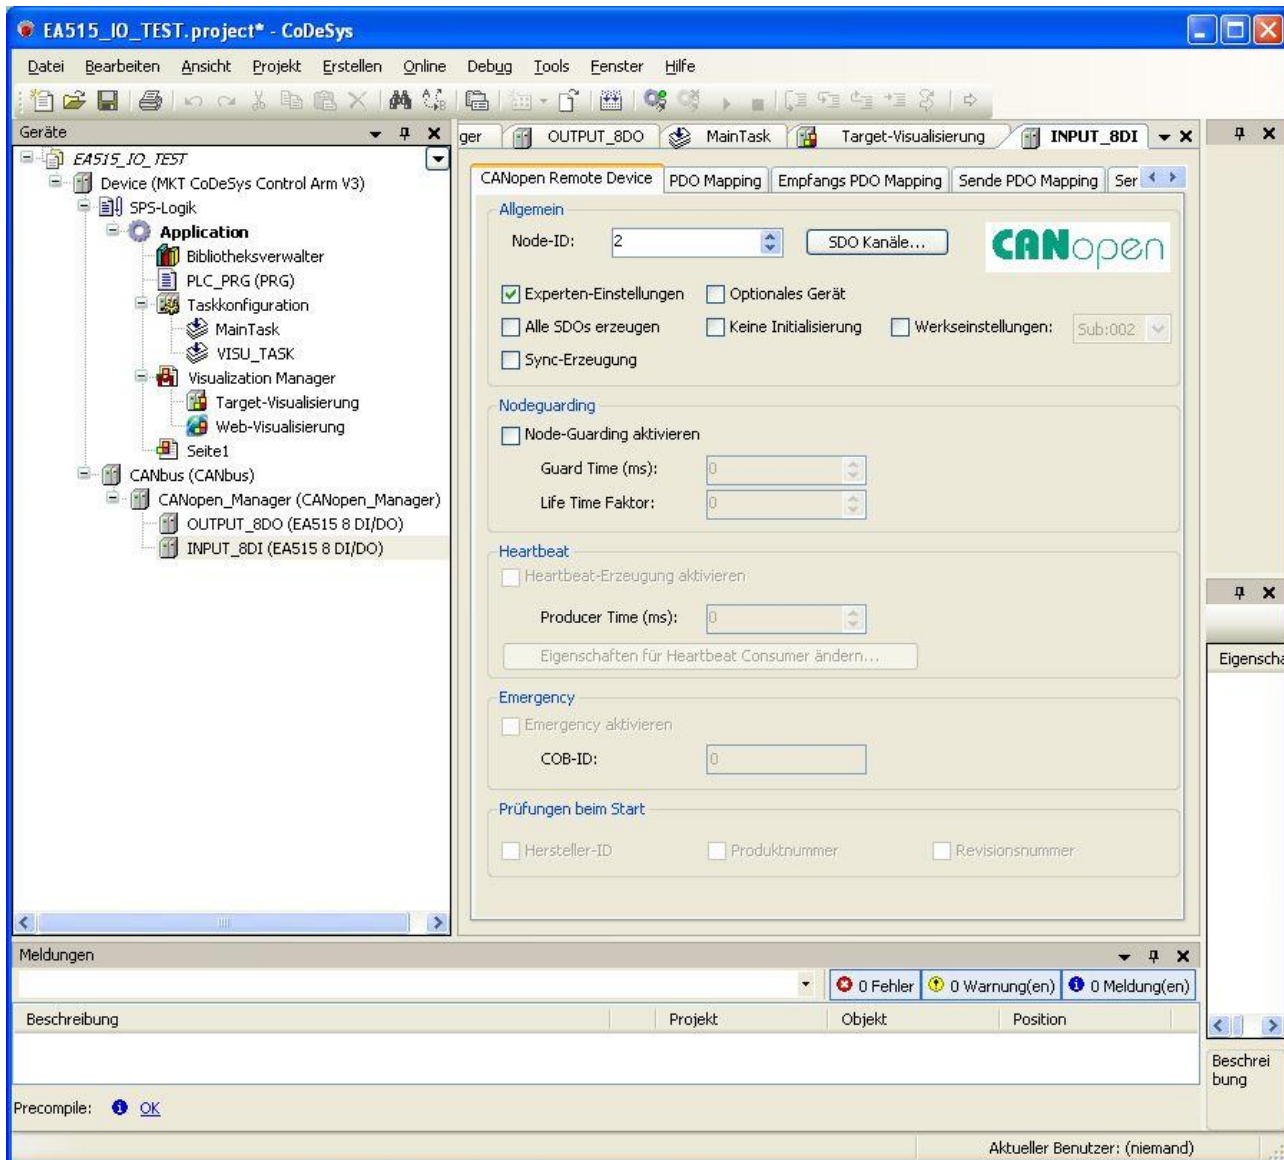 EA515_IO_TEST.project* - CoDeSys
Datei Bearbeiten Ansicht Projekt Erstellen Online Debug Tools Fenster Hilfe
Geräte
EA515_IO_TEST
Device (MKT CoDeSys Control Arm V3)
SPS-Logik
Application
Bibliotheksverwalter
PLC_PRG (PRG)
Taskkonfiguration
MainTask
VISU_TASK
Visualization Manager
Target-Visualisierung
Web-Visualisierung
Seite1
CANbus (CANbus)
CANopen_Manager (CANopen_Manager)
OUTPUT_8DO (EA515 8 DI/DO)
INPUT_8DI (EA515 8 DI/DO)
ger OUTPUT_8DO MainTask Target-Visualisierung INPUT_8DI
CANopen Remote Device PDO Mapping Empfangs PDO Mapping Sende PDO Mapping Ser
Allgemein
Node-ID: 2 SDO Kanäle... CANopen
Experten-Einstellungen Optionales Gerät
Alle SDOs erzeugen Keine Initialisierung Werkseinstellungen: Sub:002
Sync-Erzeugung
Nodeguarding
Node-Guarding aktivieren
Guard Time (ms): 0
Life Time Faktor: 0
Heartbeat
Heartbeat-Erzeugung aktivieren
Producer Time (ms): 0
Eigenschaften für Heartbeat Consumer ändern...
Emergency
Emergency aktivieren
COB-ID: 0
Prüfungen beim Start
Hersteller-ID Produktnummer Revisionsnummer
Eigenscha
Meldungen
0 Fehler 0 Warnung(en) 0 Meldung(en)
Beschreibung Projekt Objekt Position
Beschrei
bung
Precompile: OK
Aktueller Benutzer: (niemand)